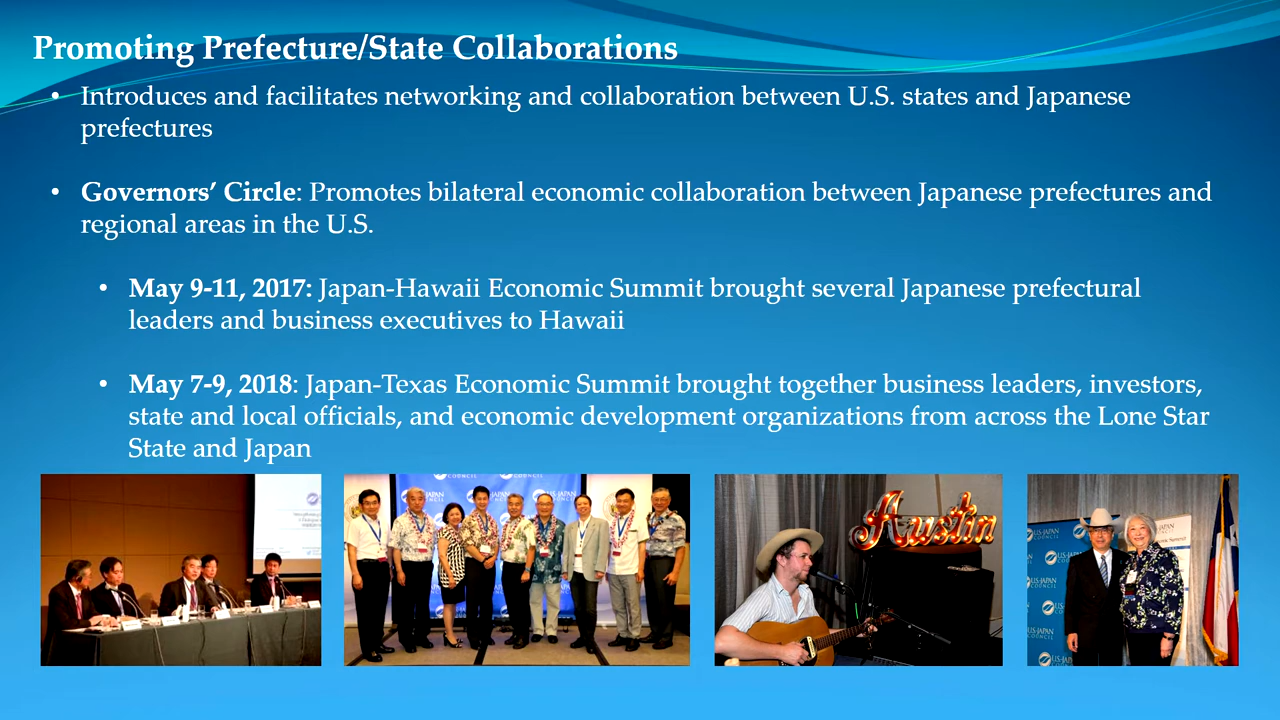 Promoting Prefecture/State Collaborations
• Introduces and facilitates networking and collaboration between U.S. states and Japanese
prefectures
• Governors’ Circle: Promotes bilateral economic collaboration between Japanese prefectures and
regional areas in the U.S.
• May 9-11, 2017: Japan-Hawaii Economic Summit brought several Japanese prefectural
leaders and business executives to Hawaii
• May 7-9, 2018: Japan-Texas Economic Summit brought together business leaders, investors,
state and local officials, and economic development organizations from across the Lone Star
State and Japan
Austin
US-JAPAN
COUNCIL